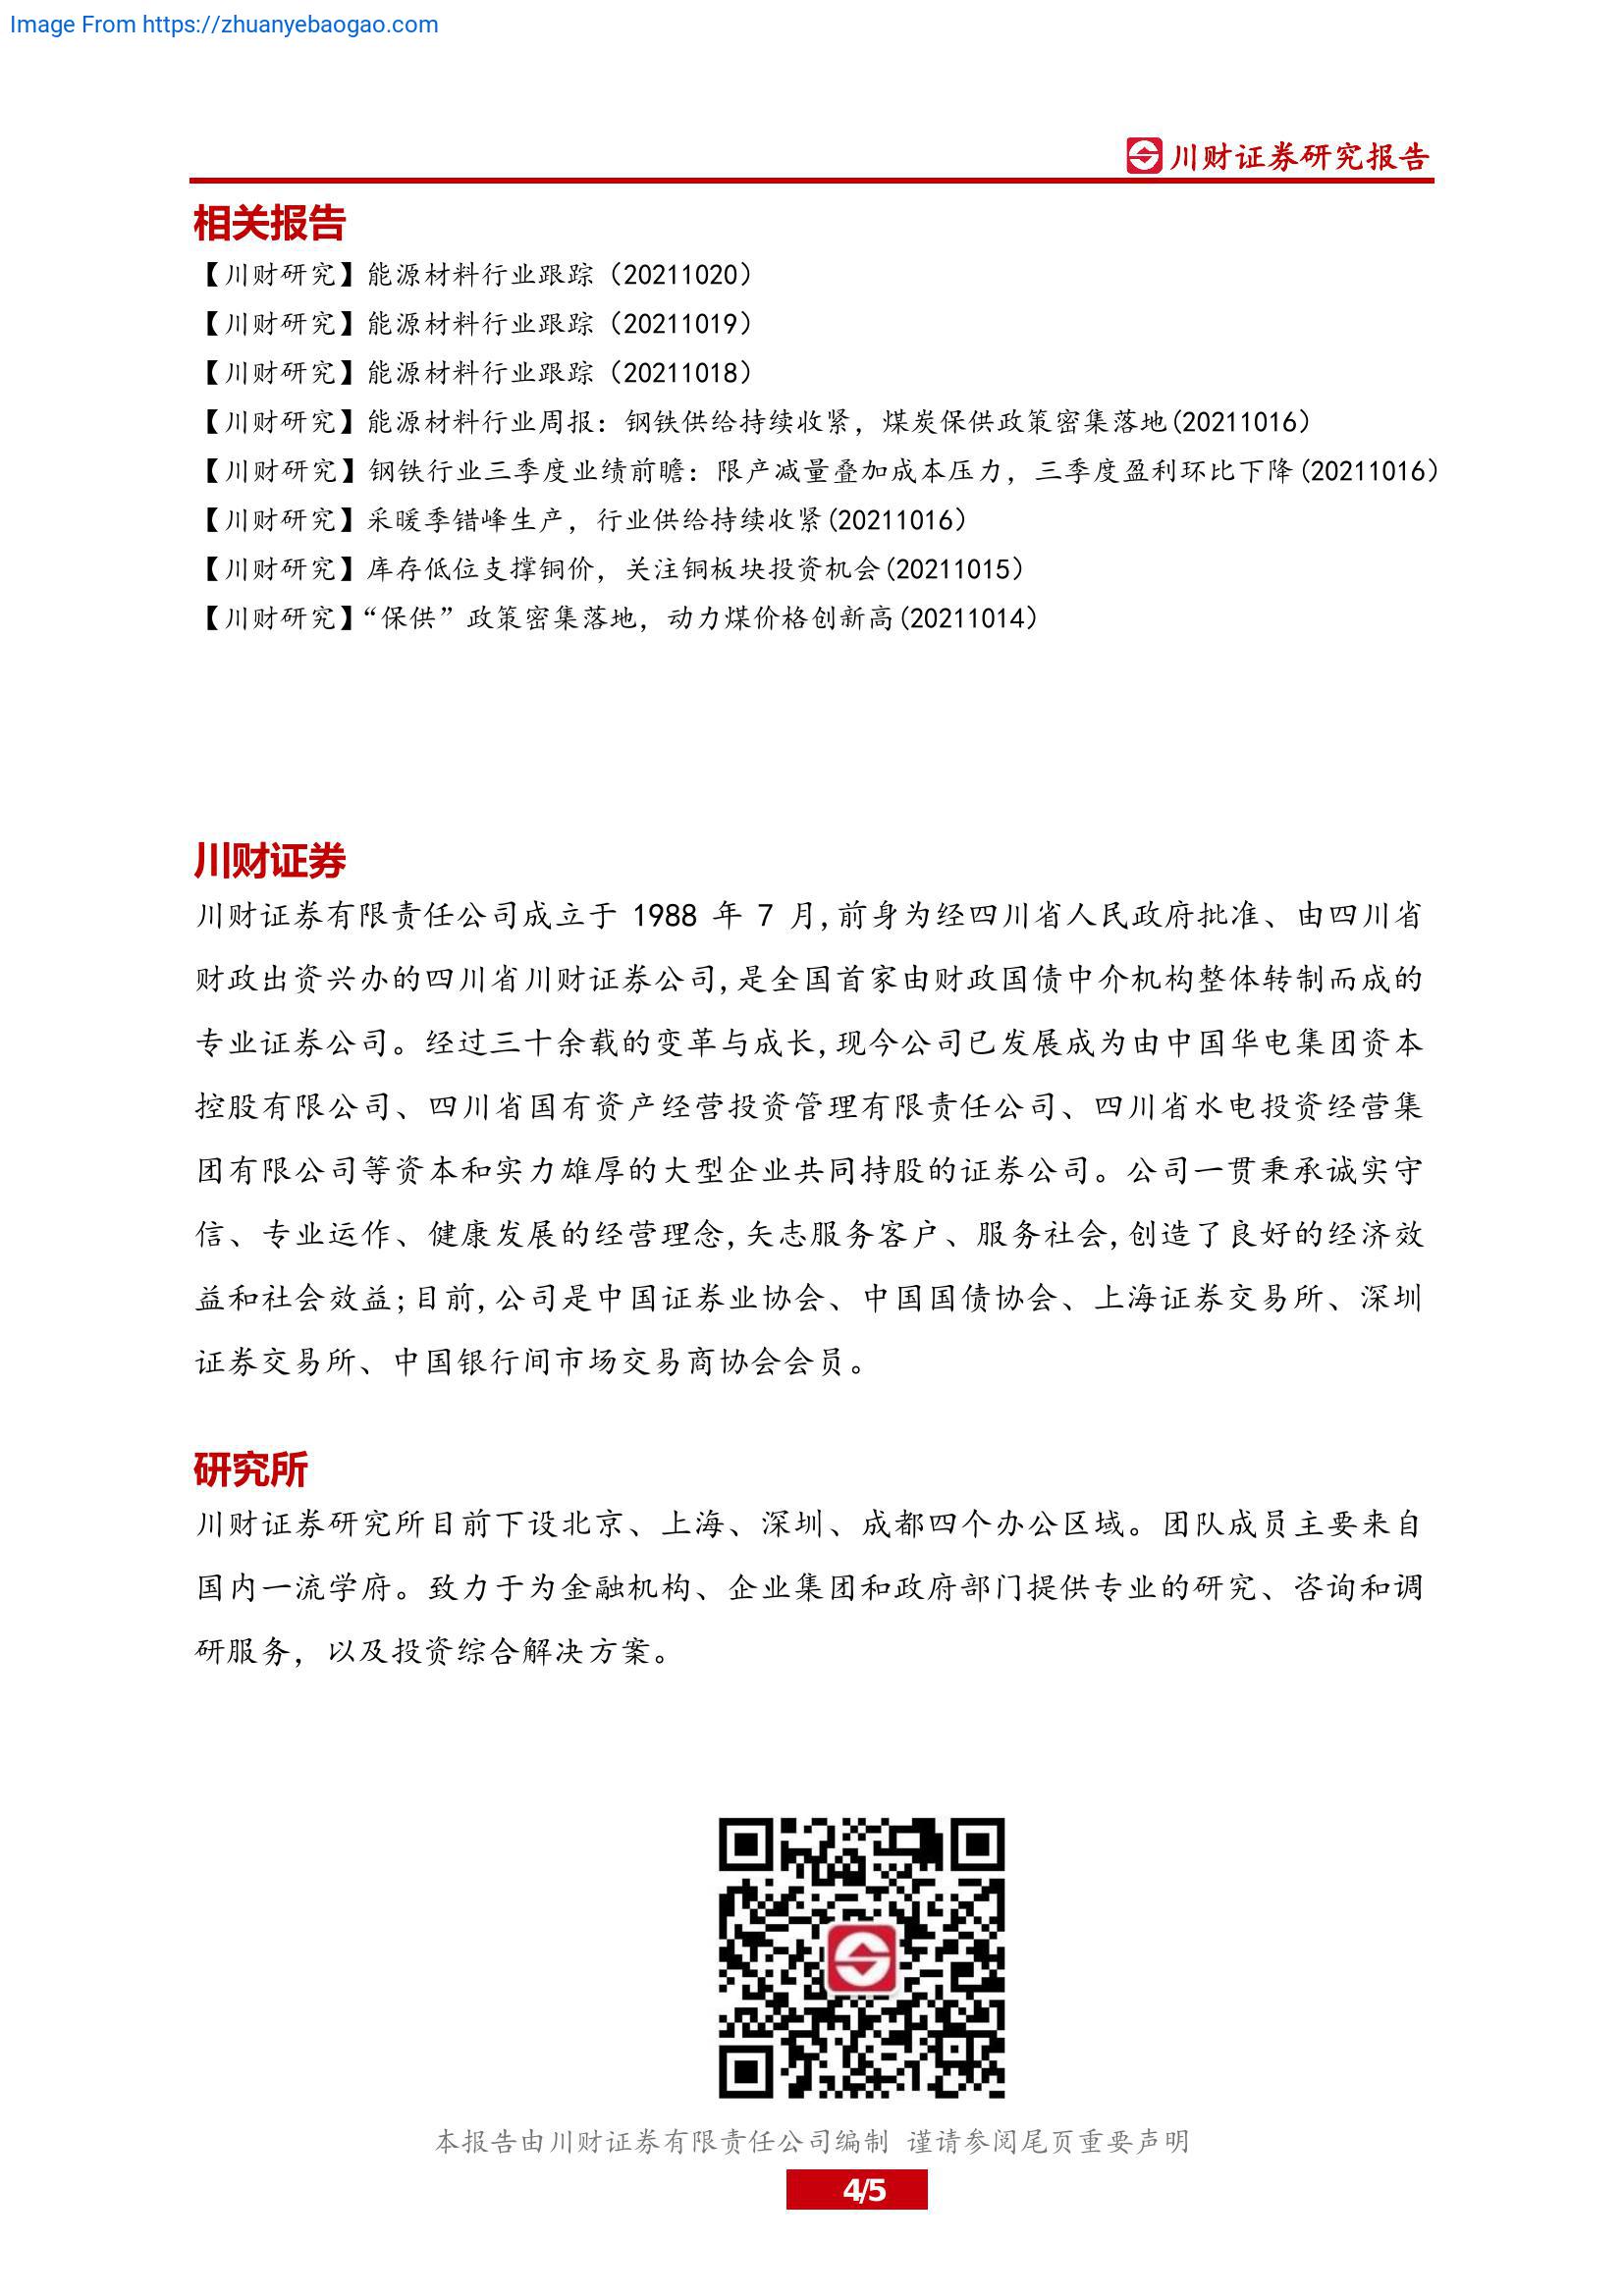 Image From https://zhuanyebaogao.com
川财证券研究报告
相关报告
【川财研究】能源材料行业跟踪（20211020）
【川财研究】能源材料行业跟踪（20211019）
【川财研究】能源材料行业跟踪（20211018）
【川财研究】能源材料行业周报：钢铁供给持续收紧，煤炭保供政策密集落地(20211016）
【川财研究】钢铁行业三季度业绩前瞻：限产减量叠加成本压力，三季度盈利环比下降(20211016）
【川财研究】采暖季错峰生产，行业供给持续收紧(20211016）
【川财研究】库存低位支撑铜价，关注铜板块投资机会(20211015）
【川财研究】“保供”政策密集落地，动力煤价格创新高(20211014）
川财证券
川财证券有限责任公司成立于 1988 年 7 月,前身为经四川省人民政府批准、由四川省
财政出资兴办的四川省川财证券公司,是全国首家由财政国债中介机构整体转制而成的
专业证券公司。经过三十余载的变革与成长,现今公司已发展成为由中国华电集团资本
控股有限公司、四川省国有资产经营投资管理有限责任公司、四川省水电投资经营集
团有限公司等资本和实力雄厚的大型企业共同持股的证券公司。公司一贯秉承诚实守
信、专业运作、健康发展的经营理念,矢志服务客户、服务社会,创造了良好的经济效
益和社会效益;目前,公司是中国证券业协会、中国国债协会、上海证券交易所、深圳
证券交易所、中国银行间市场交易商协会会员。
研究所
川财证券研究所目前下设北京、上海、深圳、成都四个办公区域。团队成员主要来自
国内一流学府。致力于为金融机构、企业集团和政府部门提供专业的研究、咨询和调
研服务，以及投资综合解决方案。
本报告由川财证券有限责任公司编制 谨请参阅尾页重要声明
4/5